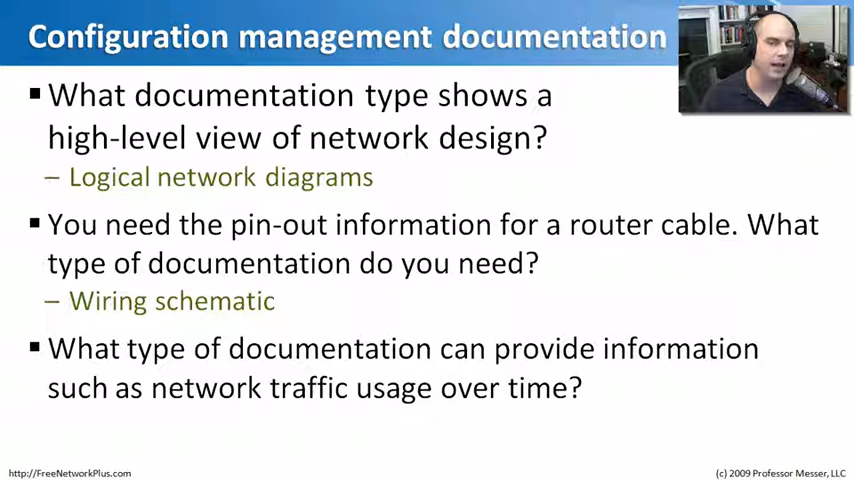 Configuration management documentation
▪ What documentation type shows a
high-level view of network design?
– Logical network diagrams
▪ You need the pin-out information for a router cable. What
type of documentation do you need?
– Wiring schematic
▪ What type of documentation can provide information
such as network traffic usage over time?
http://FreeNetworkPlus.com
(c) 2009 Professor Messer, LLC